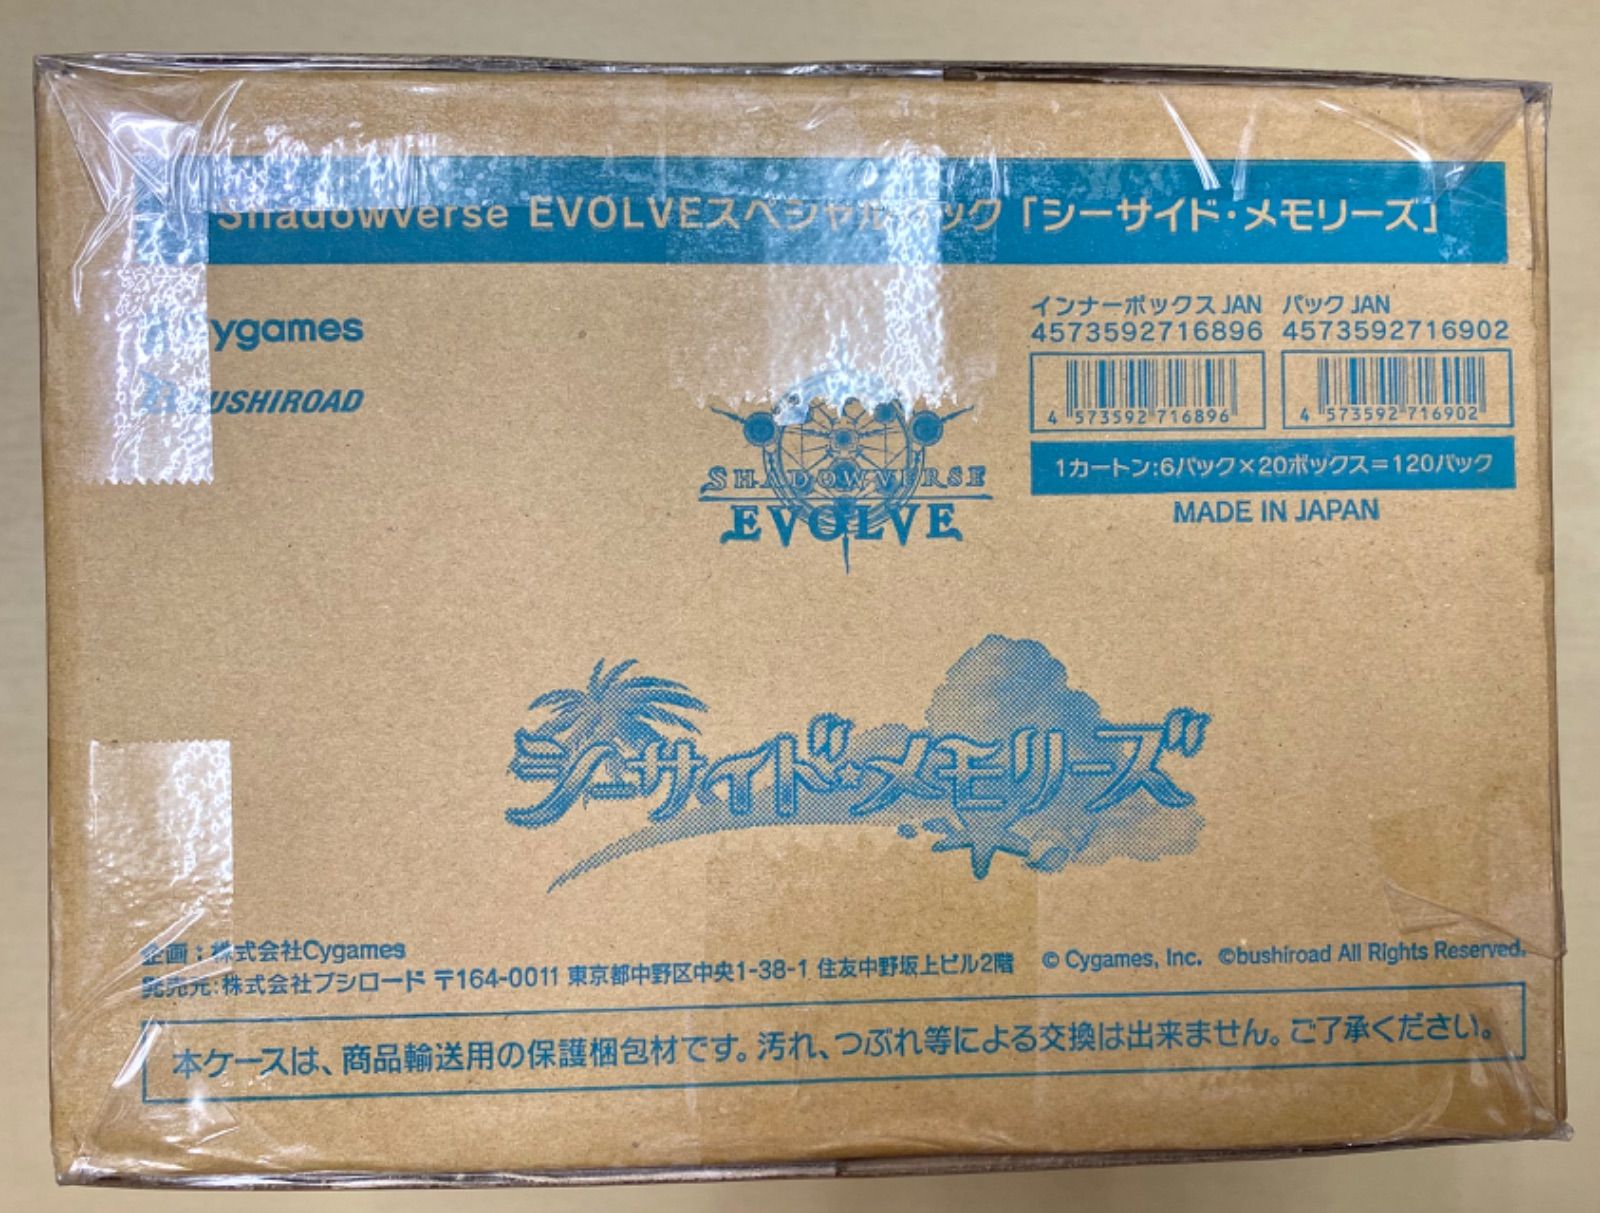 Shadowverse EVOLVEスペシャルパック「シーサイド・メモリーズ」
Cygames
BUSHIROAD
インナーボックス JAN
4573592716896
4 573592 716896
パック JAN
4573592716902
4 573592 716902
1カートン:6パック×20ボックス=120パック
MADE IN JAPAN
SHADOWVERSE
EVOLVE
シーサイド・メモリーズ
企画:株式会社Cygames
発売元:株式会社ブシロード 〒164-0011 東京都中野区中央1-38-1 住友中野坂上ビル2階
© Cygames, Inc. ©bushiroad All Rights Reserved.
本ケースは、商品輸送用の保護梱包材です。汚れ、つぶれ等による交換は出来ません。ご了承ください。